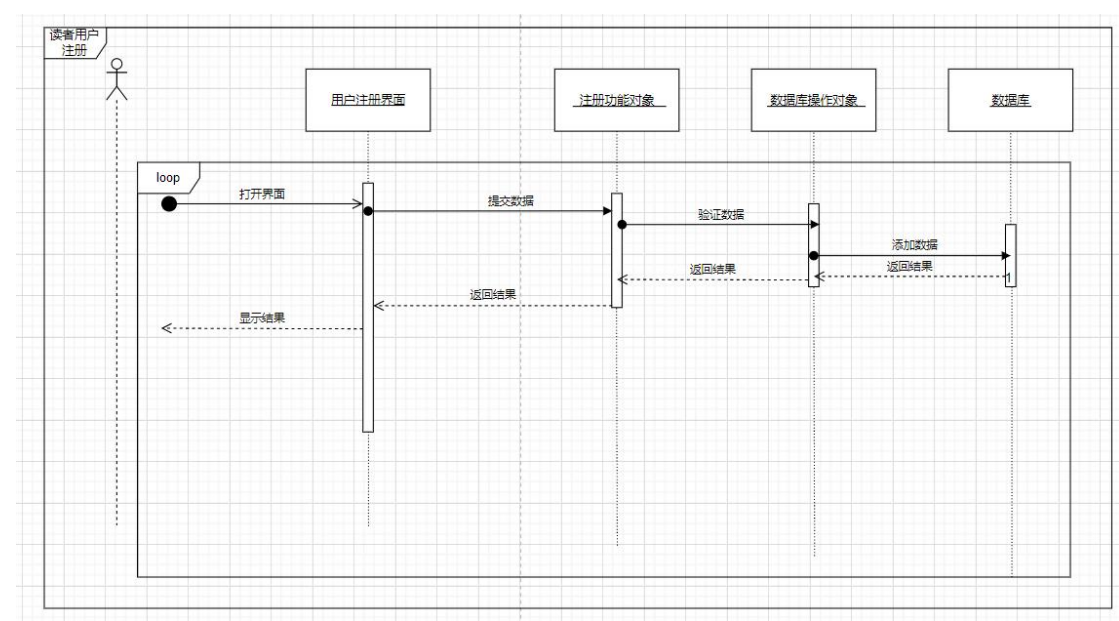 读者用户
注册
用户注册界面
注册功能对象
数据库操作对象
数据库
loop
打开界面
提交数据
验证数据
添加数据
返回结果
返回结果
1
返回结果
显示结果